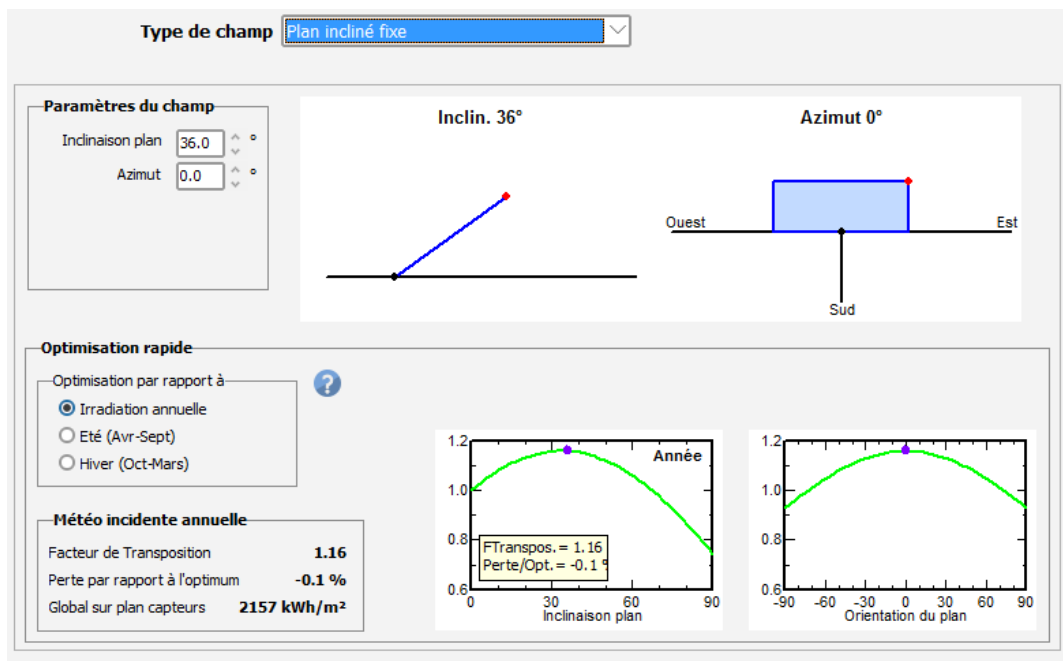 Type de champ Plan incliné fixe
Paramètres du champ
Inclinaison plan 36.0 °
Azimut 0.0 °
Inclin. 36°
Azimut 0°
Ouest
Est
Sud
Optimisation rapide
Optimisation par rapport à
Irradiation annuelle
Eté (Avr-Sept)
Hiver (Oct-Mars)
?
Météo incidente annuelle
Facteur de Transposition 1.16
Perte par rapport à l'optimum -0.1 %
Global sur plan capteurs 2157 kWh/m²
1.2
1.0
0.8
0.6
Année
FTranspos. = 1.16
Perte/Opt. = -0.1 %
0 30 60 90
Inclinaison plan
1.2
1.0
0.8
0.6
-90 -60 -30 0 30 60 90
Orientation du plan